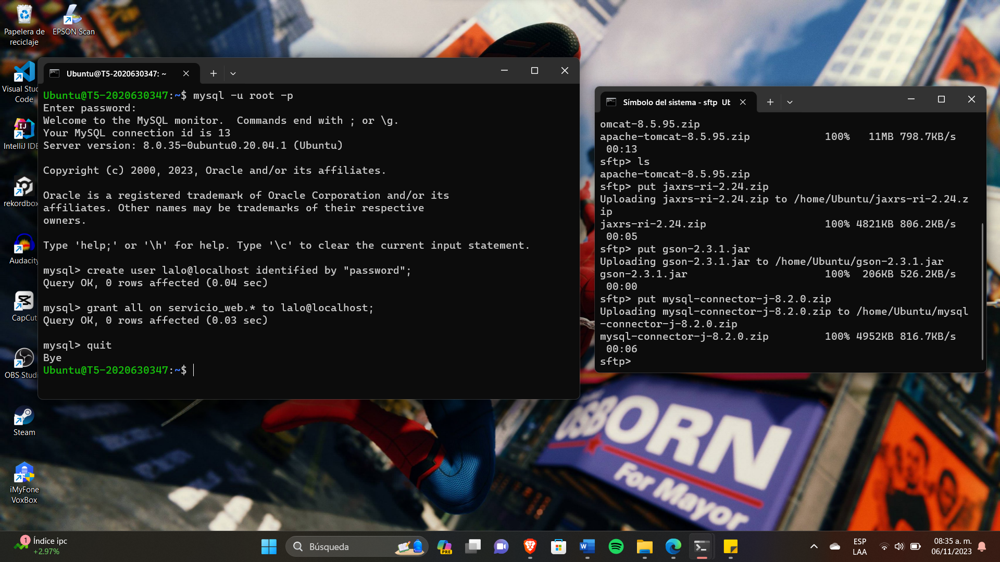 Papelera de
reciclaje
EPSON Scan
Visual Stud
Code
IntelliJ IDE
rekordbox
Audacity
CapCut
OBS Studi
Steam
iMyFone
VoxBox
Ubuntu@T5-2020630347: ~
Ubuntu@T5-2020630347:~$ mysql -u root -p
Enter password:
Welcome to the MySQL monitor.  Commands end with ; or \g.
Your MySQL connection id is 13
Server version: 8.0.35-0ubuntu0.20.04.1 (Ubuntu)
Copyright (c) 2000, 2023, Oracle and/or its affiliates.
Oracle is a registered trademark of Oracle Corporation and/or its
affiliates. Other names may be trademarks of their respective
owners.
Type 'help;' or '\h' for help. Type '\c' to clear the current input statement.
mysql> create user lalo@localhost identified by "password";
Query OK, 0 rows affected (0.04 sec)
mysql> grant all on servicio_web.* to lalo@localhost;
Query OK, 0 rows affected (0.03 sec)
mysql> quit
Bye
Ubuntu@T5-2020630347:~$
Símbolo del sistema - sftp Ub
omcat-8.5.95.zip
apache-tomcat-8.5.95.zip 100% 11MB 798.7KB/s
00:13
sftp> ls
apache-tomcat-8.5.95.zip
sftp> put jaxrs-ri-2.24.zip
Uploading jaxrs-ri-2.24.zip to /home/Ubuntu/jaxrs-ri-2.24.z
ip
jaxrs-ri-2.24.zip 100% 4821KB 806.2KB/s
00:05
sftp> put gson-2.3.1.jar
Uploading gson-2.3.1.jar to /home/Ubuntu/gson-2.3.1.jar
gson-2.3.1.jar 100% 206KB 526.2KB/s
00:00
sftp> put mysql-connector-j-8.2.0.zip
Uploading mysql-connector-j-8.2.0.zip to /home/Ubuntu/mysql
-connector-j-8.2.0.zip
mysql-connector-j-8.2.0.zip 100% 4952KB 816.7KB/s
00:06
sftp>
OSBORN
For Mayor
1
Índice ipc
+2.97%
Búsqueda
PRE
ESP
LAA
08:35 a. m.
06/11/2023